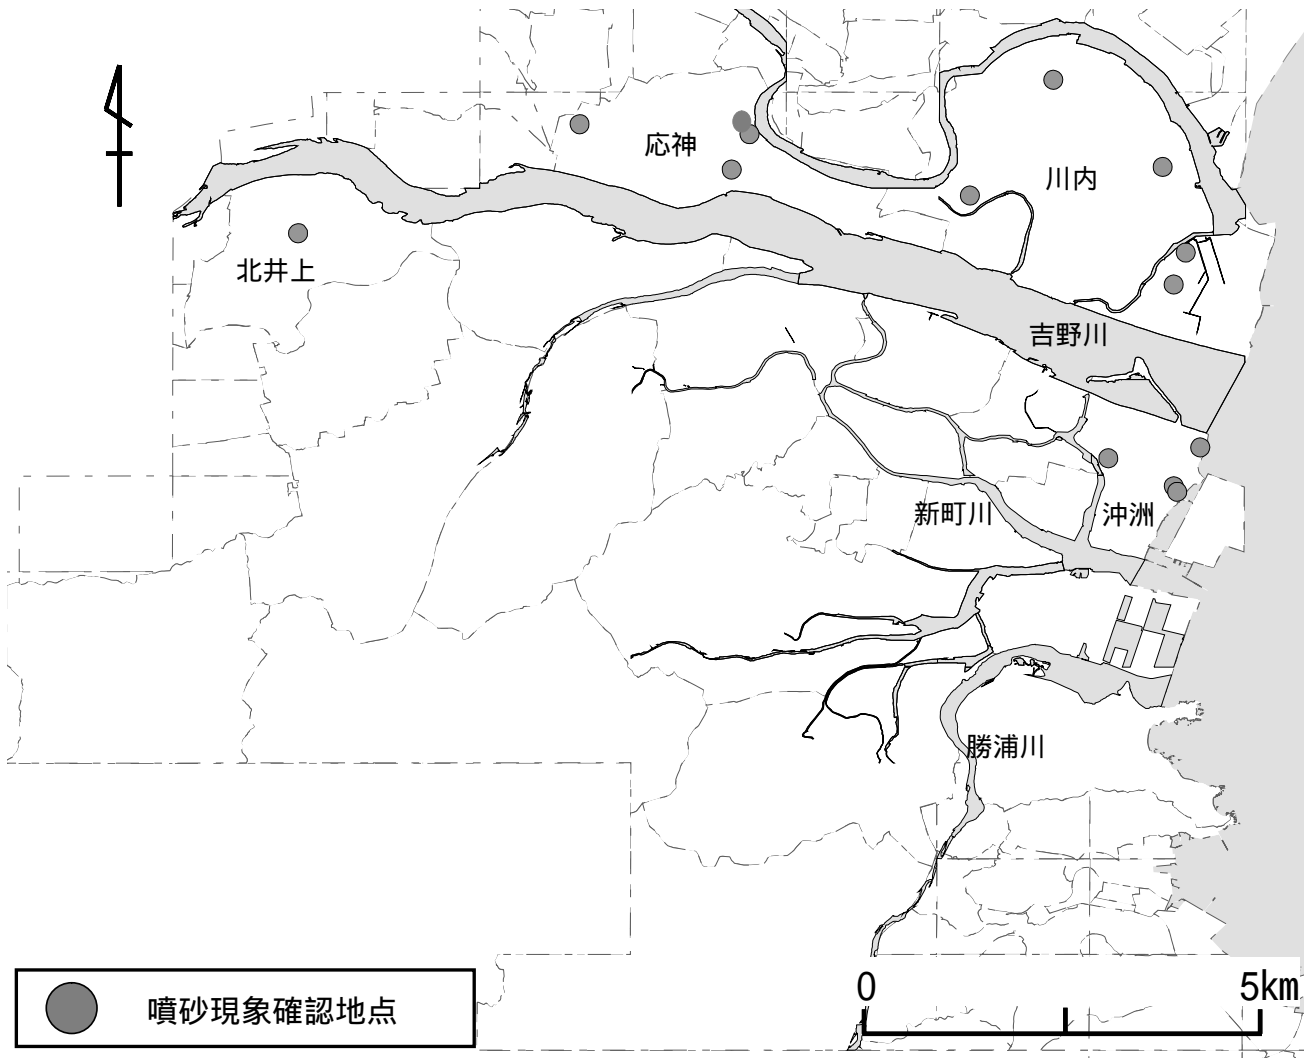 応神
川内
北井上
吉野川
新町川
沖洲
勝浦川
噴砂現象確認地点
0 5km